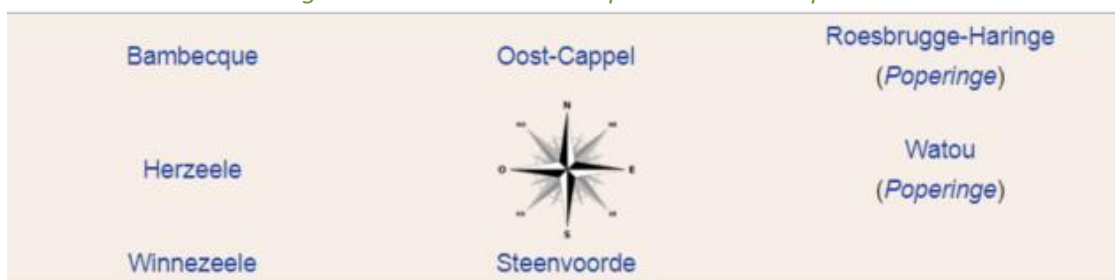 Bambecque Oost-Cappel Roesbrugge-Haringe
(Poperinge)
N
Herzeele O E Watou
(Poperinge)
S
Winnezeele Steenvoorde